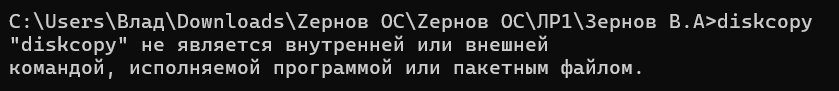 C:\Users\Влад\Downloads\Zернов ОС\Zернов ОС\ЛР1\Зернов В.А>diskcopy
"diskcopy" не является внутренней или внешней
командой, исполняемой программой или пакетным файлом.